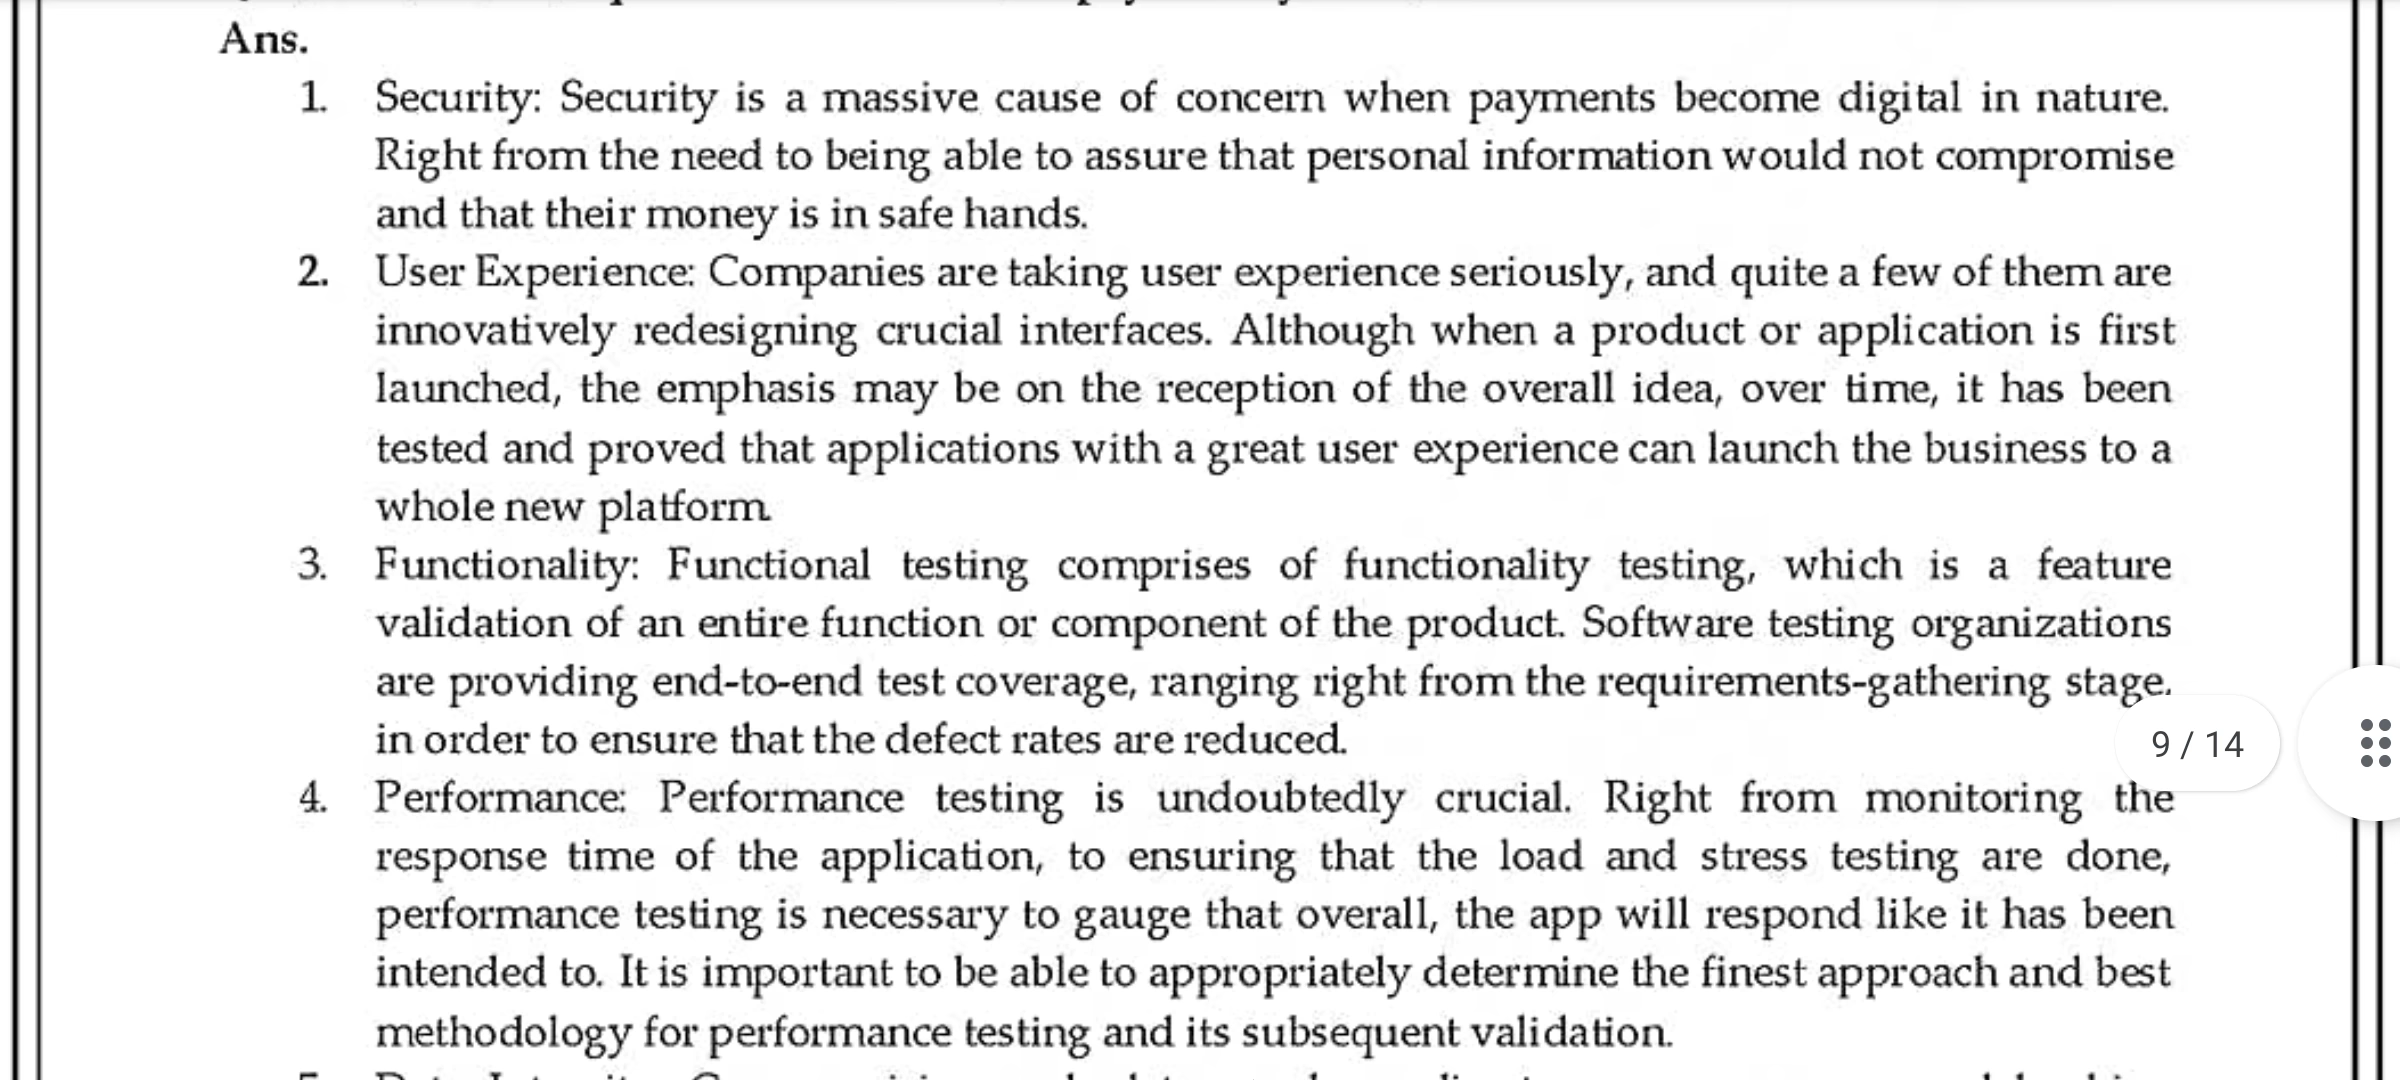 Ans.
1. Security: Security is a massive cause of concern when payments become digital in nature.
Right from the need to being able to assure that personal information would not compromise
and that their money is in safe hands.
2. User Experience: Companies are taking user experience seriously, and quite a few of them are
innovatively redesigning crucial interfaces. Although when a product or application is first
launched, the emphasis may be on the reception of the overall idea, over time, it has been
tested and proved that applications with a great user experience can launch the business to a
whole new platform
3. Functionality: Functional testing comprises of functionality testing, which is a feature
validation of an entire function or component of the product. Software testing organizations
are providing end-to-end test coverage, ranging right from the requirements-gathering stage,
in order to ensure that the defect rates are reduced.
9 / 14
4. Performance: Performance testing is undoubtedly crucial. Right from monitoring the
response time of the application, to ensuring that the load and stress testing are done,
performance testing is necessary to gauge that overall, the app will respond like it has been
intended to. It is important to be able to appropriately determine the finest approach and best
methodology for performance testing and its subsequent validation.